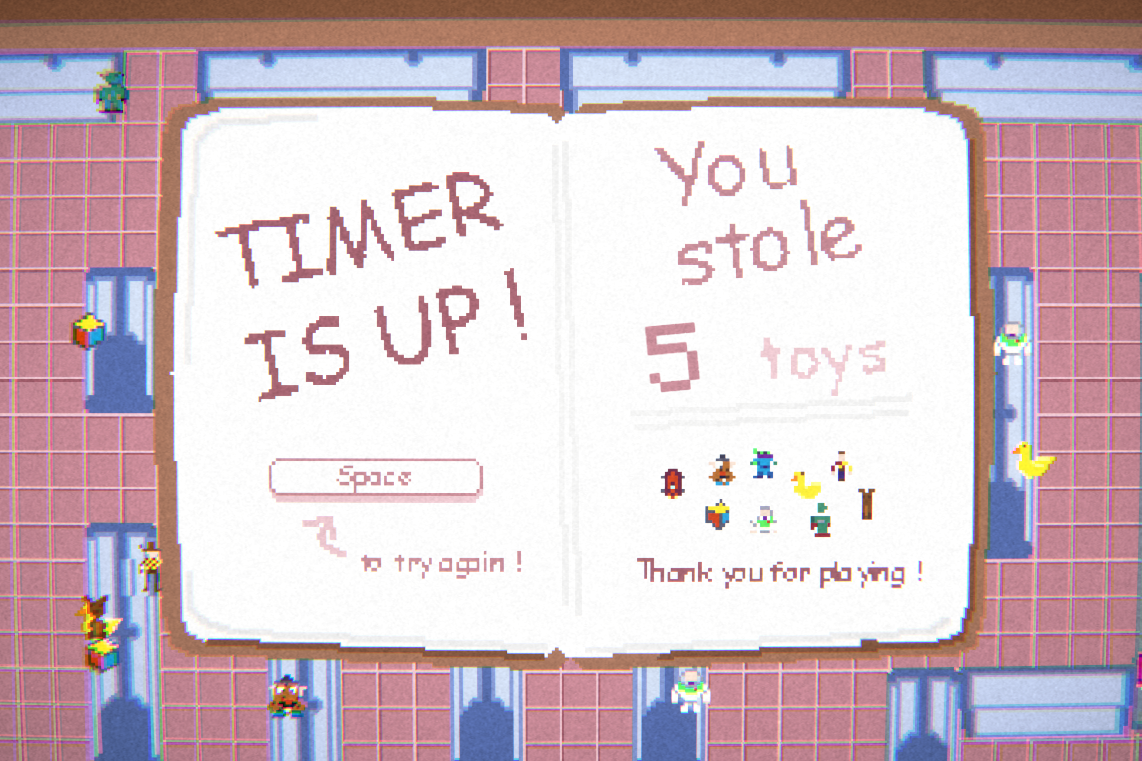 TIMER
IS UP!
Space
to try again !
You
stole
5 toys
Thank you for playing !